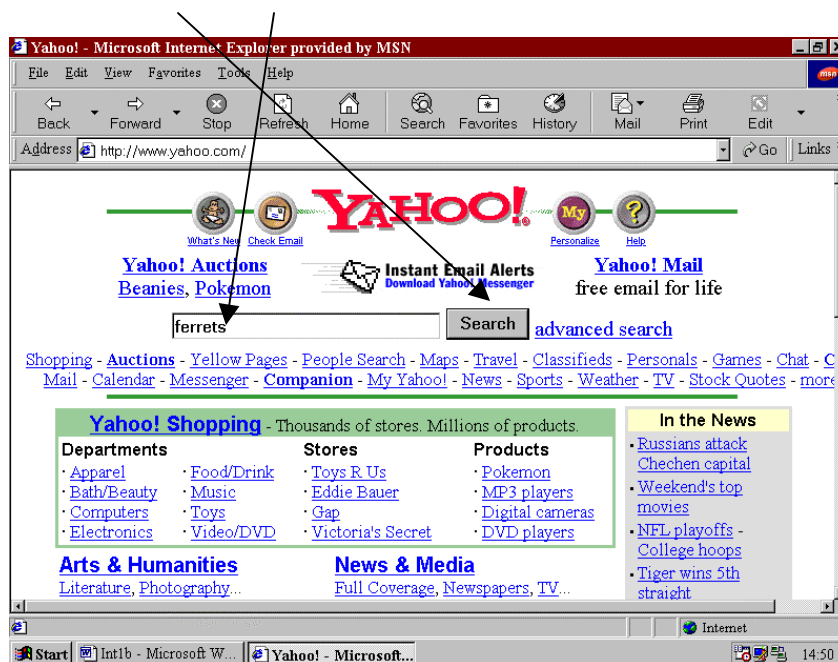 Yahoo! - Microsoft Internet Explorer provided by MSN
File Edit View Favorites Tools Help
msn
Back Forward Stop Refresh Home Search Favorites History Mail Print Edit
Address http://www.yahoo.com/ Go Links
What's New Check Email YAHOO! My Personalize ? Help
Yahoo! Auctions Instant Email Alerts Yahoo! Mail
Beanies, Pokemon Download Yahoo! Messenger free email for life
ferrets Search advanced search
Shopping - Auctions - Yellow Pages - People Search - Maps - Travel - Classifieds - Personals - Games - Chat - C
Mail - Calendar - Messenger - Companion - My Yahoo! - News - Sports - Weather - TV - Stock Quotes - more
Yahoo! Shopping - Thousands of stores. Millions of products.
Departments Stores Products
· Apparel · Food/Drink · Toys R Us · Pokemon
· Bath/Beauty · Music · Eddie Bauer · MP3 players
· Computers · Toys · Gap · Digital cameras
· Electronics · Video/DVD · Victoria's Secret · DVD players
In the News
· Russians attack
Chechen capital
· Weekend's top
movies
· NFL playoffs -
College hoops
· Tiger wins 5th
straight
Arts & Humanities News & Media
Literature, Photography... Full Coverage, Newspapers, TV...
Internet
Start Int1b - Microsoft W... Yahoo! - Microsoft... 14:50